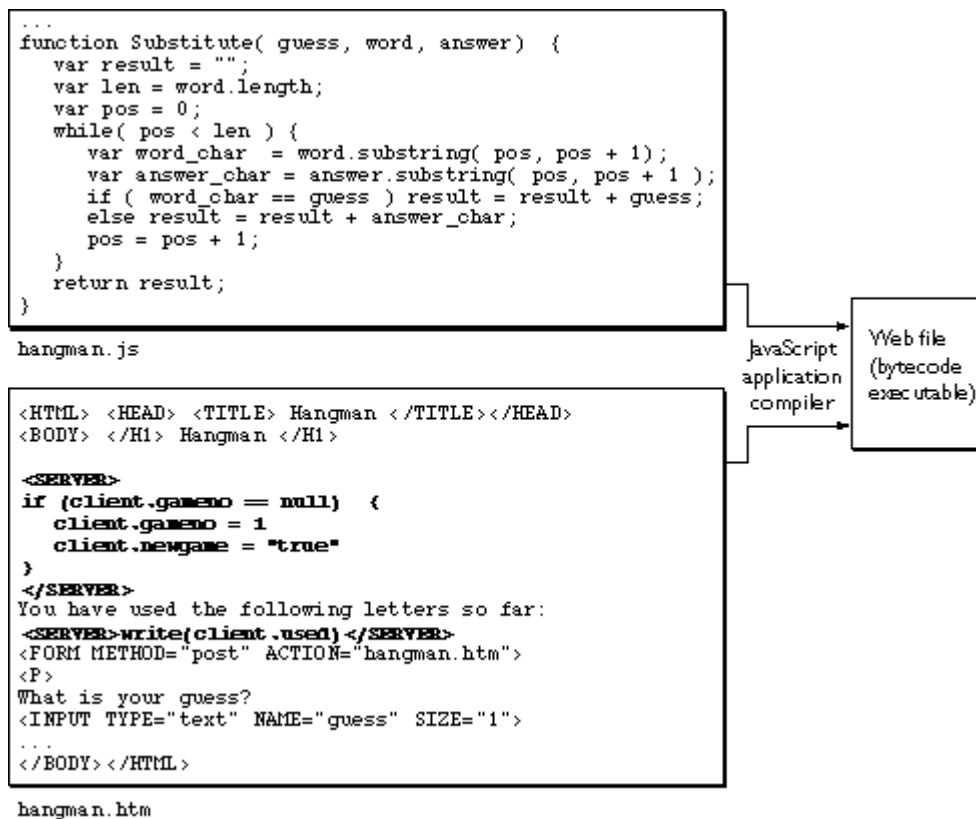 ...
function Substitute( guess, word, answer)  {
   var result = "";
   var len = word.length;
   var pos = 0;
   while( pos < len ) {
      var word_char  = word.substring( pos, pos + 1);
      var answer_char = answer.substring( pos, pos + 1 );
      if ( word_char == guess ) result = result + guess;
      else result = result + answer_char;
      pos = pos + 1;
   }
   return result;
}
hangman.js
JavaScript
application
compiler
Web file
(bytecode
executable)
<HTML> <HEAD> <TITLE> Hangman </TITLE></HEAD>
<BODY> </H1> Hangman </H1>
<SERVER>
if (client.gameno == null)  {
   client.gameno = 1
   client.newgame = "true"
}
</SERVER>
You have used the following letters so far:
<SERVER>write(client.used)</SERVER>
<FORM METHOD="post" ACTION="hangman.htm">
<P>
What is your guess?
<INPUT TYPE="text" NAME="guess" SIZE="1">
...
</BODY></HTML>
hangman.htm